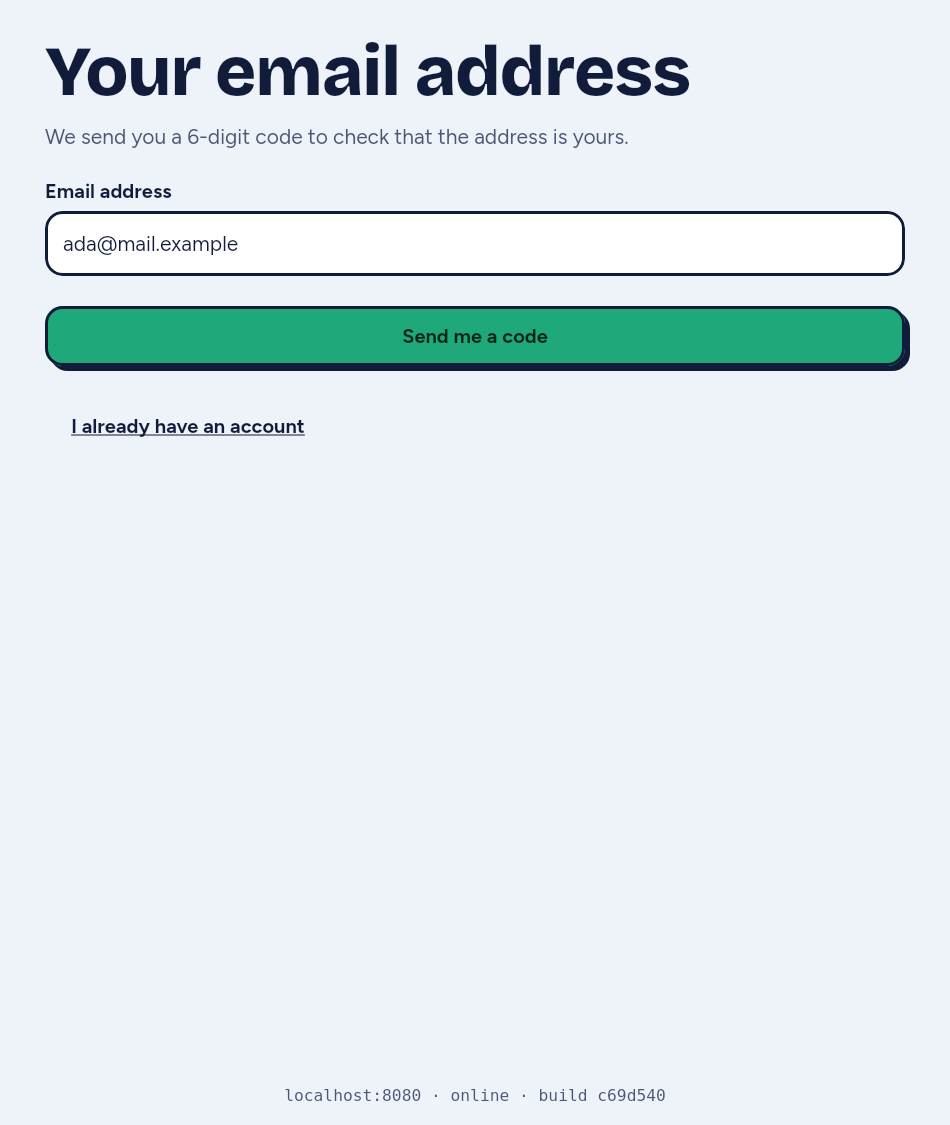 Your email address
We send you a 6-digit code to check that the address is yours.
Email address
ada@mail.example
Send me a code
I already have an account
localhost:8080 · online · build c69d540